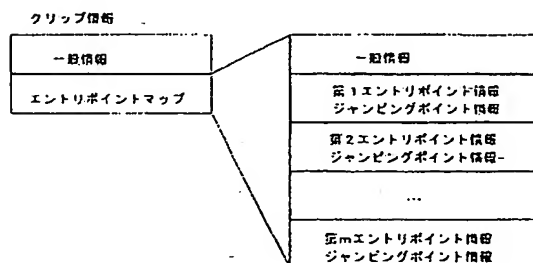 クリップ情報
一般情報
エントリポイントマップ
一般情報
第1エントリポイント情報
ジャンピングポイント情報
第2エントリポイント情報
ジャンピングポイント情報-
...
第mエントリポイント情報
ジャンピングポイント情報